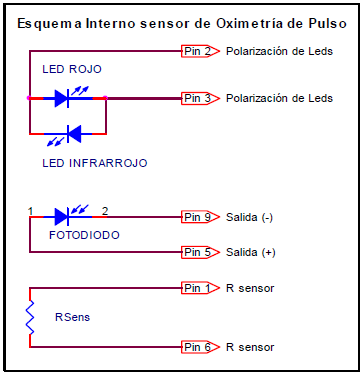 Esquema Interno sensor de Oximetría de Pulso
Pin 2 Polarización de Leds
LED ROJO
Pin 3 Polarización de Leds
LED INFRARROJO
1 2 Pin 9 Salida (-)
FOTODIODO
Pin 5 Salida (+)
Pin 1 R sensor
RSens
Pin 6 R sensor